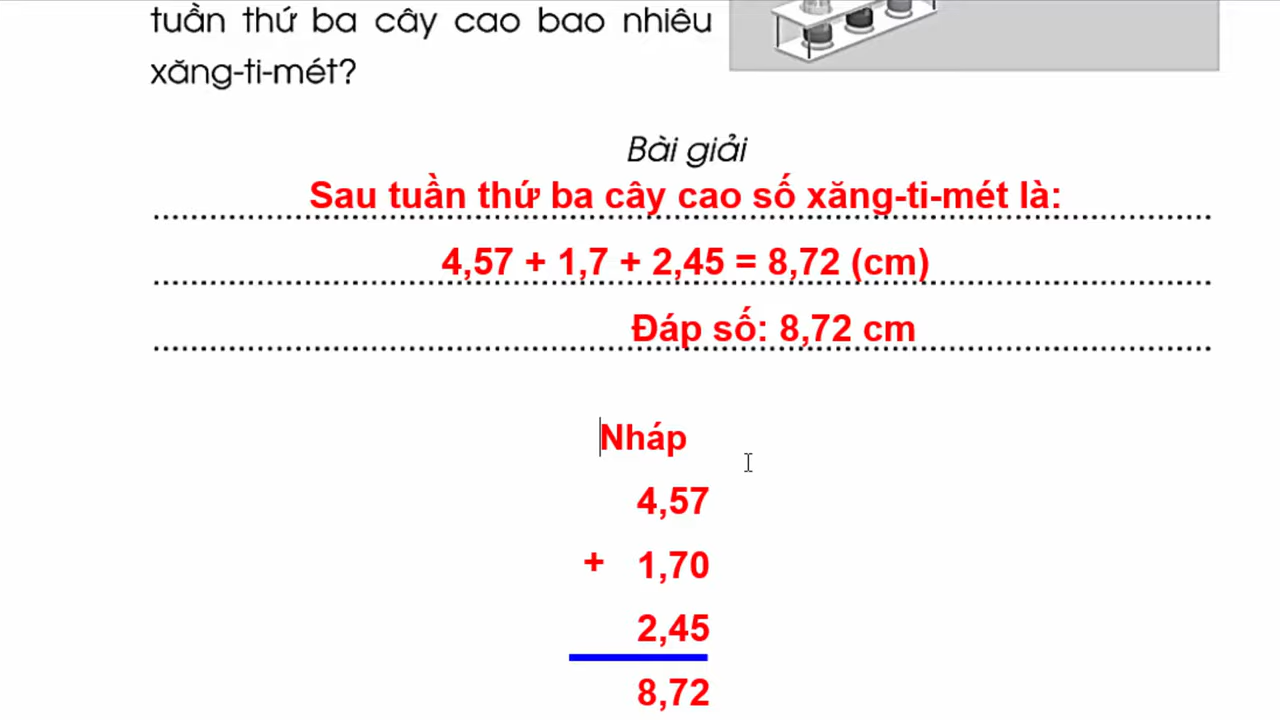 tuần thứ ba cây cao bao nhiêu
xăng-ti-mét?
Bài giải
Sau tuần thứ ba cây cao số xăng-ti-mét là:
4,57 + 1,7 + 2,45 = 8,72 (cm)
Đáp số: 8,72 cm
Nháp
4,57
+ 1,70
2,45
8,72